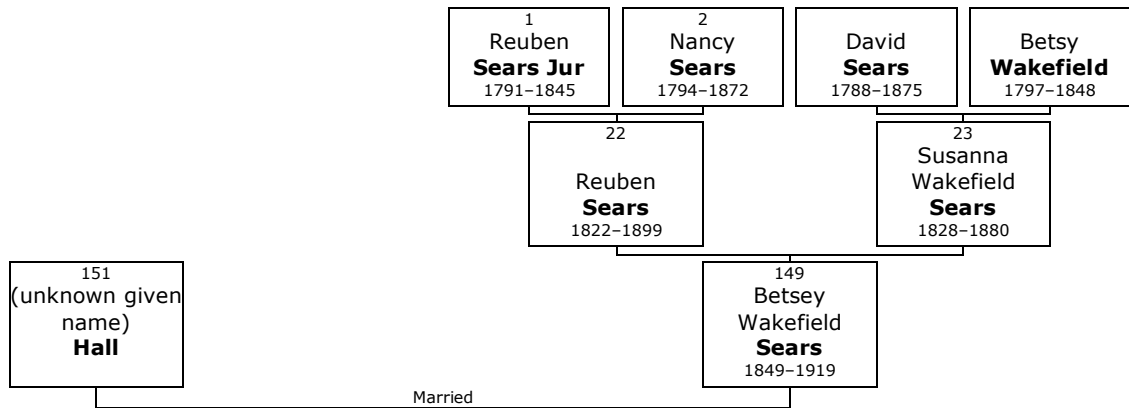 1
Reuben
Sears Jur
1791–1845
2
Nancy
Sears
1794–1872
David
Sears
1788–1875
Betsy
Wakefield
1797–1848
22
Reuben
Sears
1822–1899
23
Susanna
Wakefield
Sears
1828–1880
151
(unknown given
name)
Hall
149
Betsey
Wakefield
Sears
1849–1919
Married